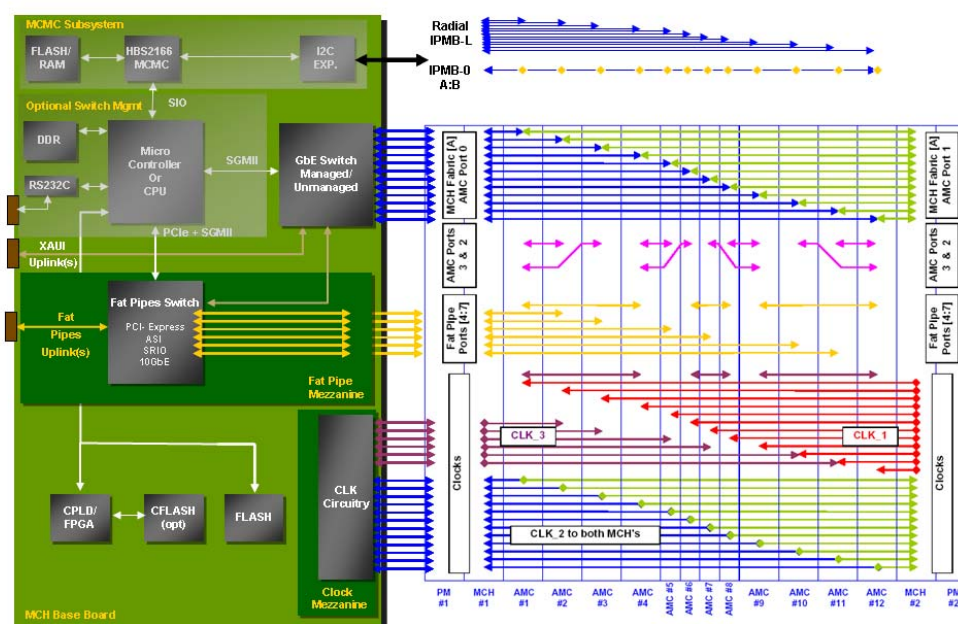 MCMC Subsystem
FLASH/
RAM
HBS2166
MCMC
I2C
EXP.
Radial
IPMB-L
IPMB-0
A:B
SIO
Optional Switch Mgmt
DDR
Micro
Controller
Or
CPU
SGMII
GbE Switch
Managed/
Unmanaged
RS232C
PCIe + SGMII
XAUI
Uplink(s)
Fat Pipes Switch
PCI- Express
ASI
SRIO
10GbE
Fat
Pipes
Uplink(s)
Fat Pipe
Mezzanine
CPLD/
FPGA
CFLASH
(opt)
FLASH
CLK
Circuitry
Clock
Mezzanine
MCH Base Board
MCH Fabric [A]
AMC Port 0
AMC Ports
3 & 2
Fat Pipe
Ports [4:7]
Clocks
CLK_3
CLK_1
CLK_2 to both MCH's
MCH Fabric [A]
AMC Port 1
AMC Ports
3 & 2
Fat Pipe
Ports [4:7]
Clocks
PM
#1
MCH
#1
AMC
#1
AMC
#2
AMC
#3
AMC
#4
AMC #5
AMC #6
AMC #7
AMC #8
AMC
#9
AMC
#10
AMC
#11
AMC
#12
MCH
#2
PM
#2